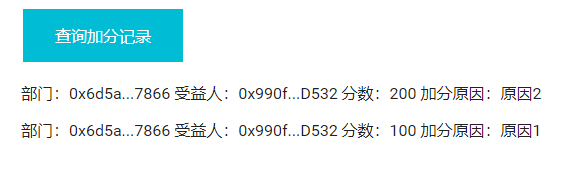 查询加分记录
部门：0x6d5a...7866 受益人：0x990f...D532 分数：200 加分原因：原因2
部门：0x6d5a...7866 受益人：0x990f...D532 分数：100 加分原因：原因1